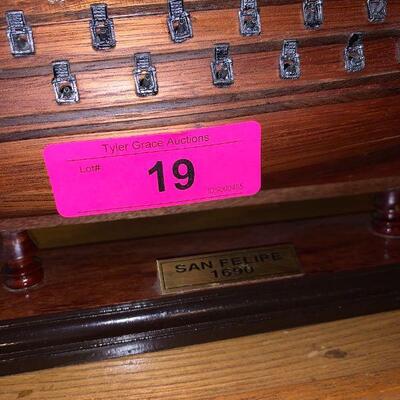 Tyler Grace Auctions
Lot#
19
SAN FELIPE
1690